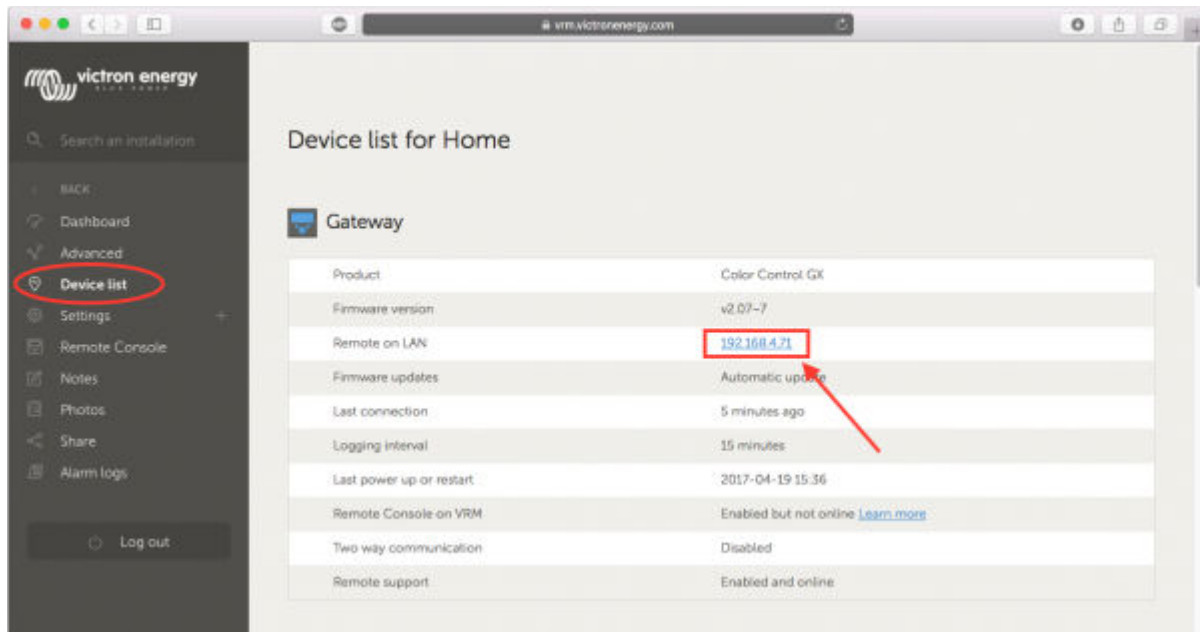 vrm.victronenergy.com
victron energy
BLUE POWER
Search an installation
BACK
Dashboard
Advanced
Device list
Settings
Remote Console
Notes
Photos
Share
Alarm logs
Log out
Device list for Home
Gateway
Product Color Control GX
Firmware version v2.07~7
Remote on LAN 192.168.4.71
Firmware updates Automatic update
Last connection 5 minutes ago
Logging interval 15 minutes
Last power up or restart 2017-04-19 15:36
Remote Console on VRM Enabled but not online Learn more
Two way communication Disabled
Remote support Enabled and online